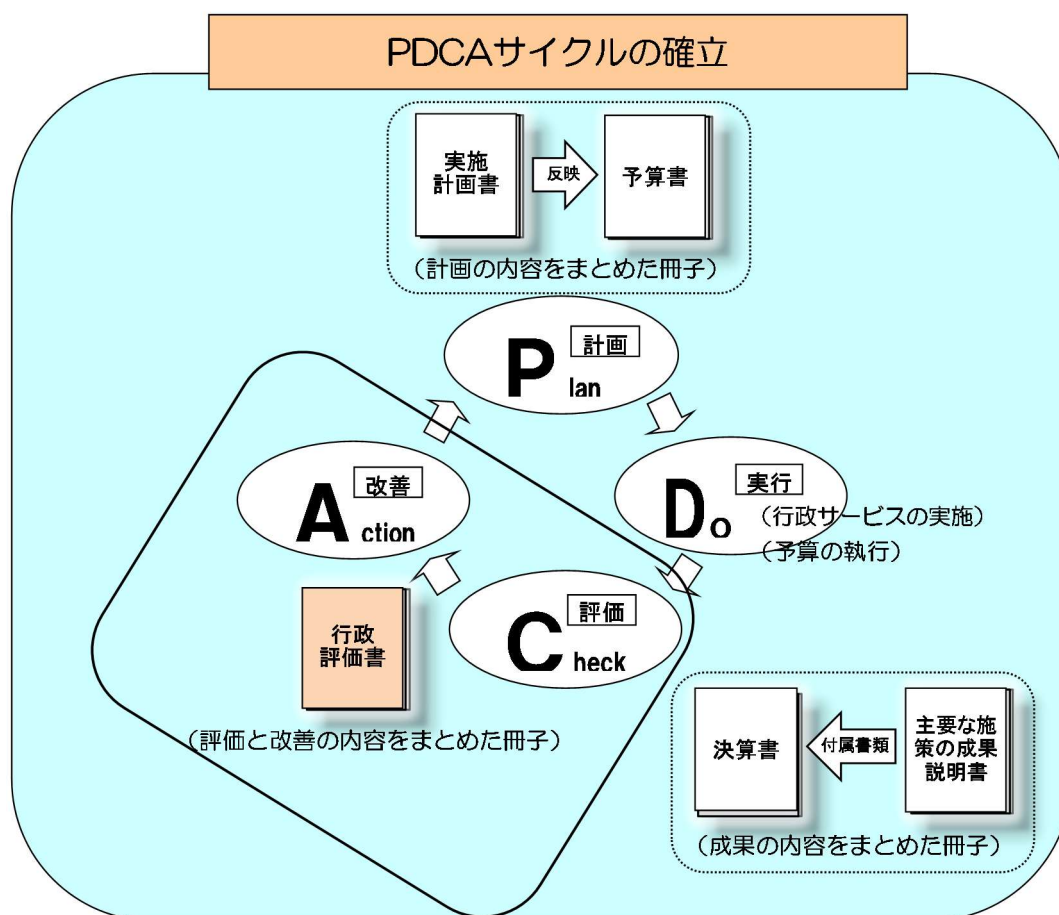 PDCAサイクルの確立
実施
計画書
反映
予算書
（計画の内容をまとめた冊子）
計画
Plan
実行
Do
（行政サービスの実施）
（予算の執行）
評価
Check
改善
Action
行政
評価書
（評価と改善の内容をまとめた冊子）
決算書
付属書類
主要な施
策の成果
説明書
（成果の内容をまとめた冊子）